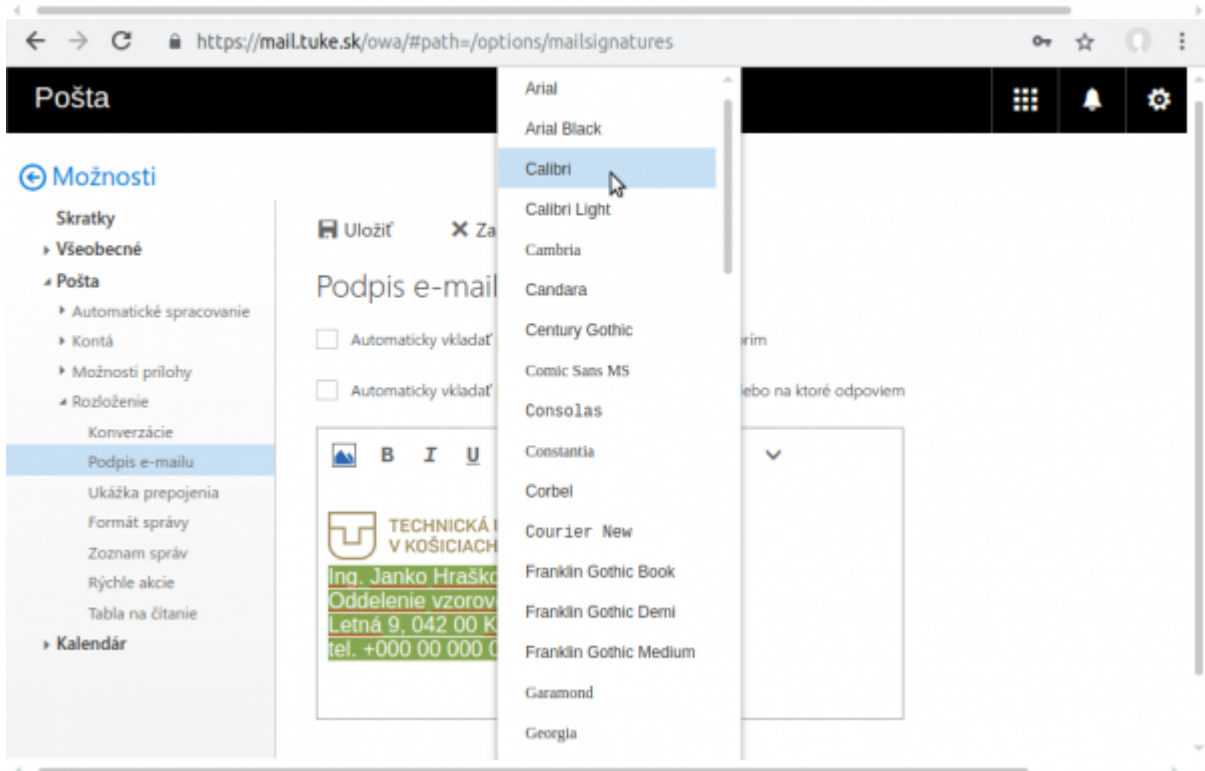 https://mail.tuke.sk/owa/#path=/options/mailsignatures
Pošta
Možnosti
Skratky
Všeobecné
Pošta
Automatické spracovanie
Kontá
Možnosti prílohy
Rozloženie
Konverzácie
Podpis e-mailu
Ukážka prepojenia
Formát správy
Zoznam správ
Rýchle akcie
Tabla na čítanie
Kalendár
Uložiť
Za
Podpis e-mail
Automaticky vkladať
rím
Automaticky vkladať
lebo na ktoré odpoviem
B I U
TECHNICKÁ U
V KOŠICIACH
Ing. Janko Hraško
Oddelenie vzorov
Letná 9, 042 00 K
tel. +000 00 000 0
Arial
Arial Black
Calibri
Calibri Light
Cambria
Candara
Century Gothic
Comic Sans MS
Consolas
Constantia
Corbel
Courier New
Franklin Gothic Book
Franklin Gothic Demi
Franklin Gothic Medium
Garamond
Georgia